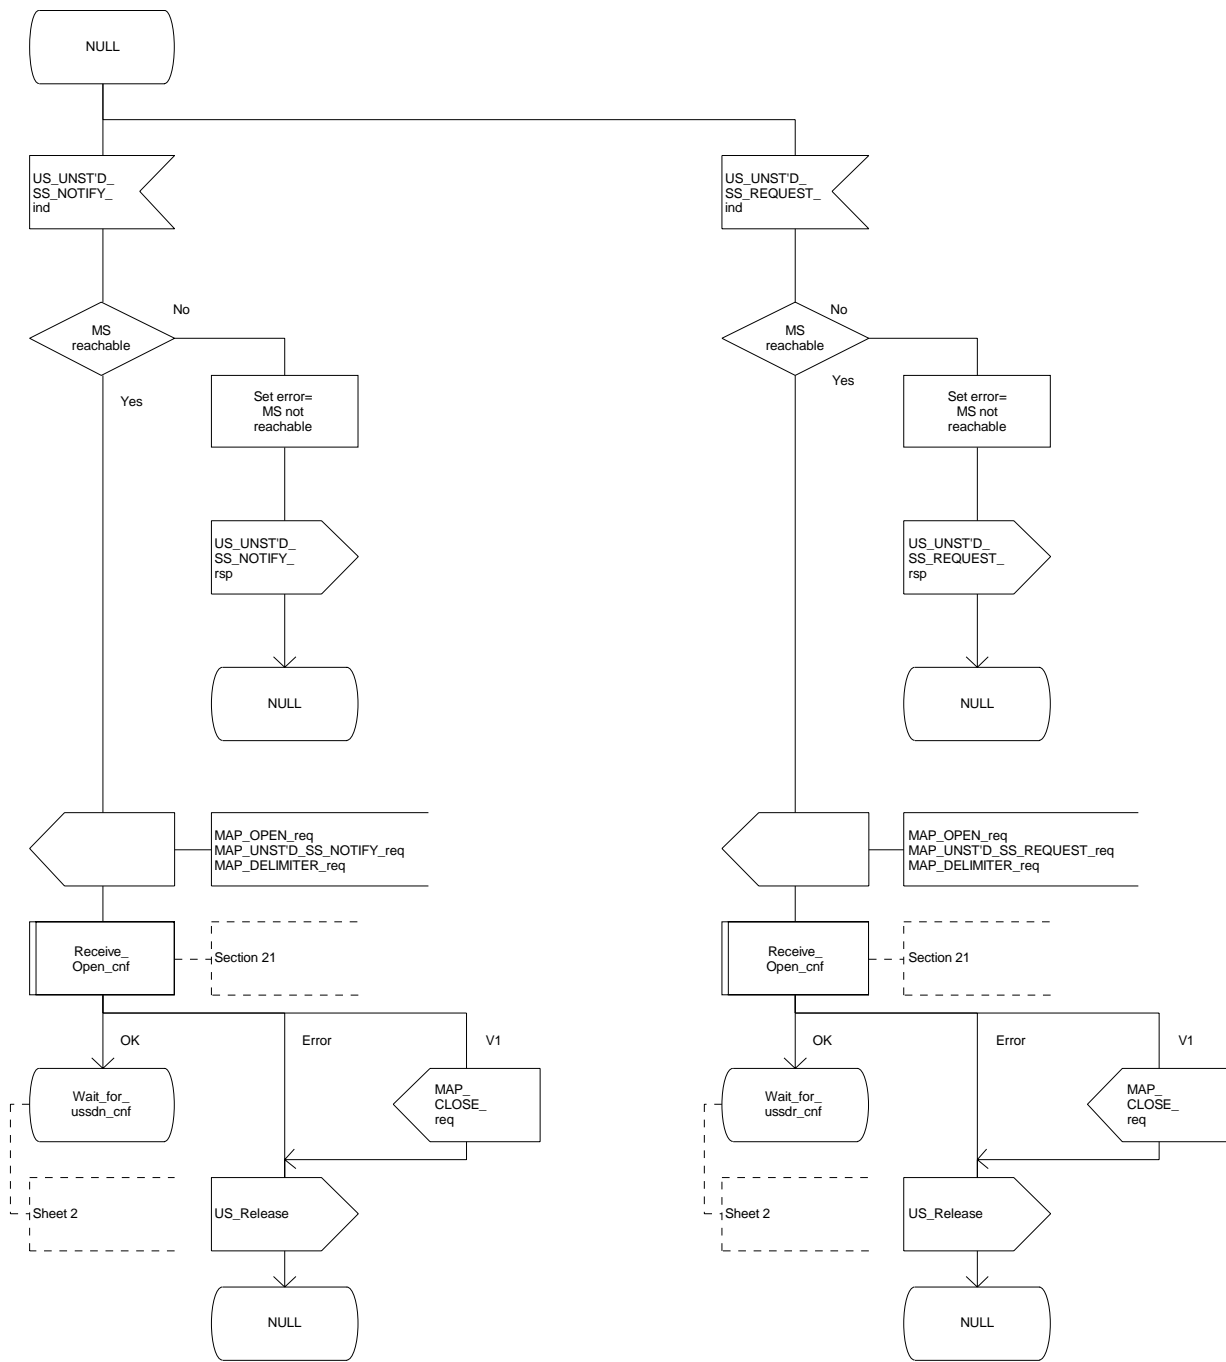 NULL
US_UNST'D_
SS_NOTIFY_
ind
US_UNST'D_
SS_REQUEST_
ind
MS
reachable
No
Yes
MS
reachable
No
Yes
Set error=
MS not
reachable
Set error=
MS not
reachable
US_UNST'D_
SS_NOTIFY_
rsp
US_UNST'D_
SS_REQUEST_
rsp
NULL
NULL
MAP_OPEN_req
MAP_UNST'D_SS_NOTIFY_req
MAP_DELIMITER_req
MAP_OPEN_req
MAP_UNST'D_SS_REQUEST_req
MAP_DELIMITER_req
Receive_
Open_cnf
Section 21
Receive_
Open_cnf
Section 21
OK
Error
V1
OK
Error
V1
Wait_for_
ussdn_cnf
MAP_
CLOSE_
req
Wait_for_
ussdr_cnf
MAP_
CLOSE_
req
Sheet 2
US_Release
Sheet 2
US_Release
NULL
NULL